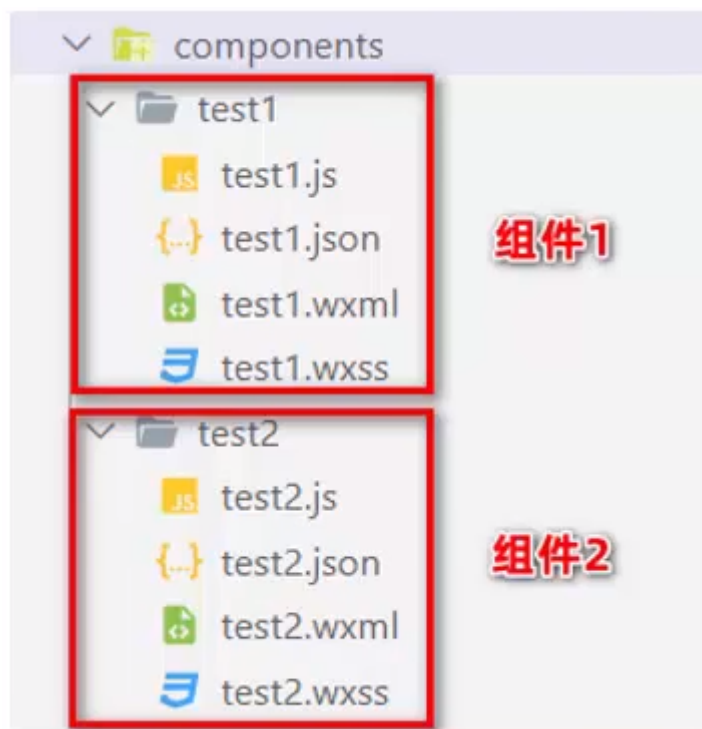 components
test1
test1.js
test1.json
test1.wxml
test1.wxss
组件1
test2
test2.js
test2.json
test2.wxml
test2.wxss
组件2